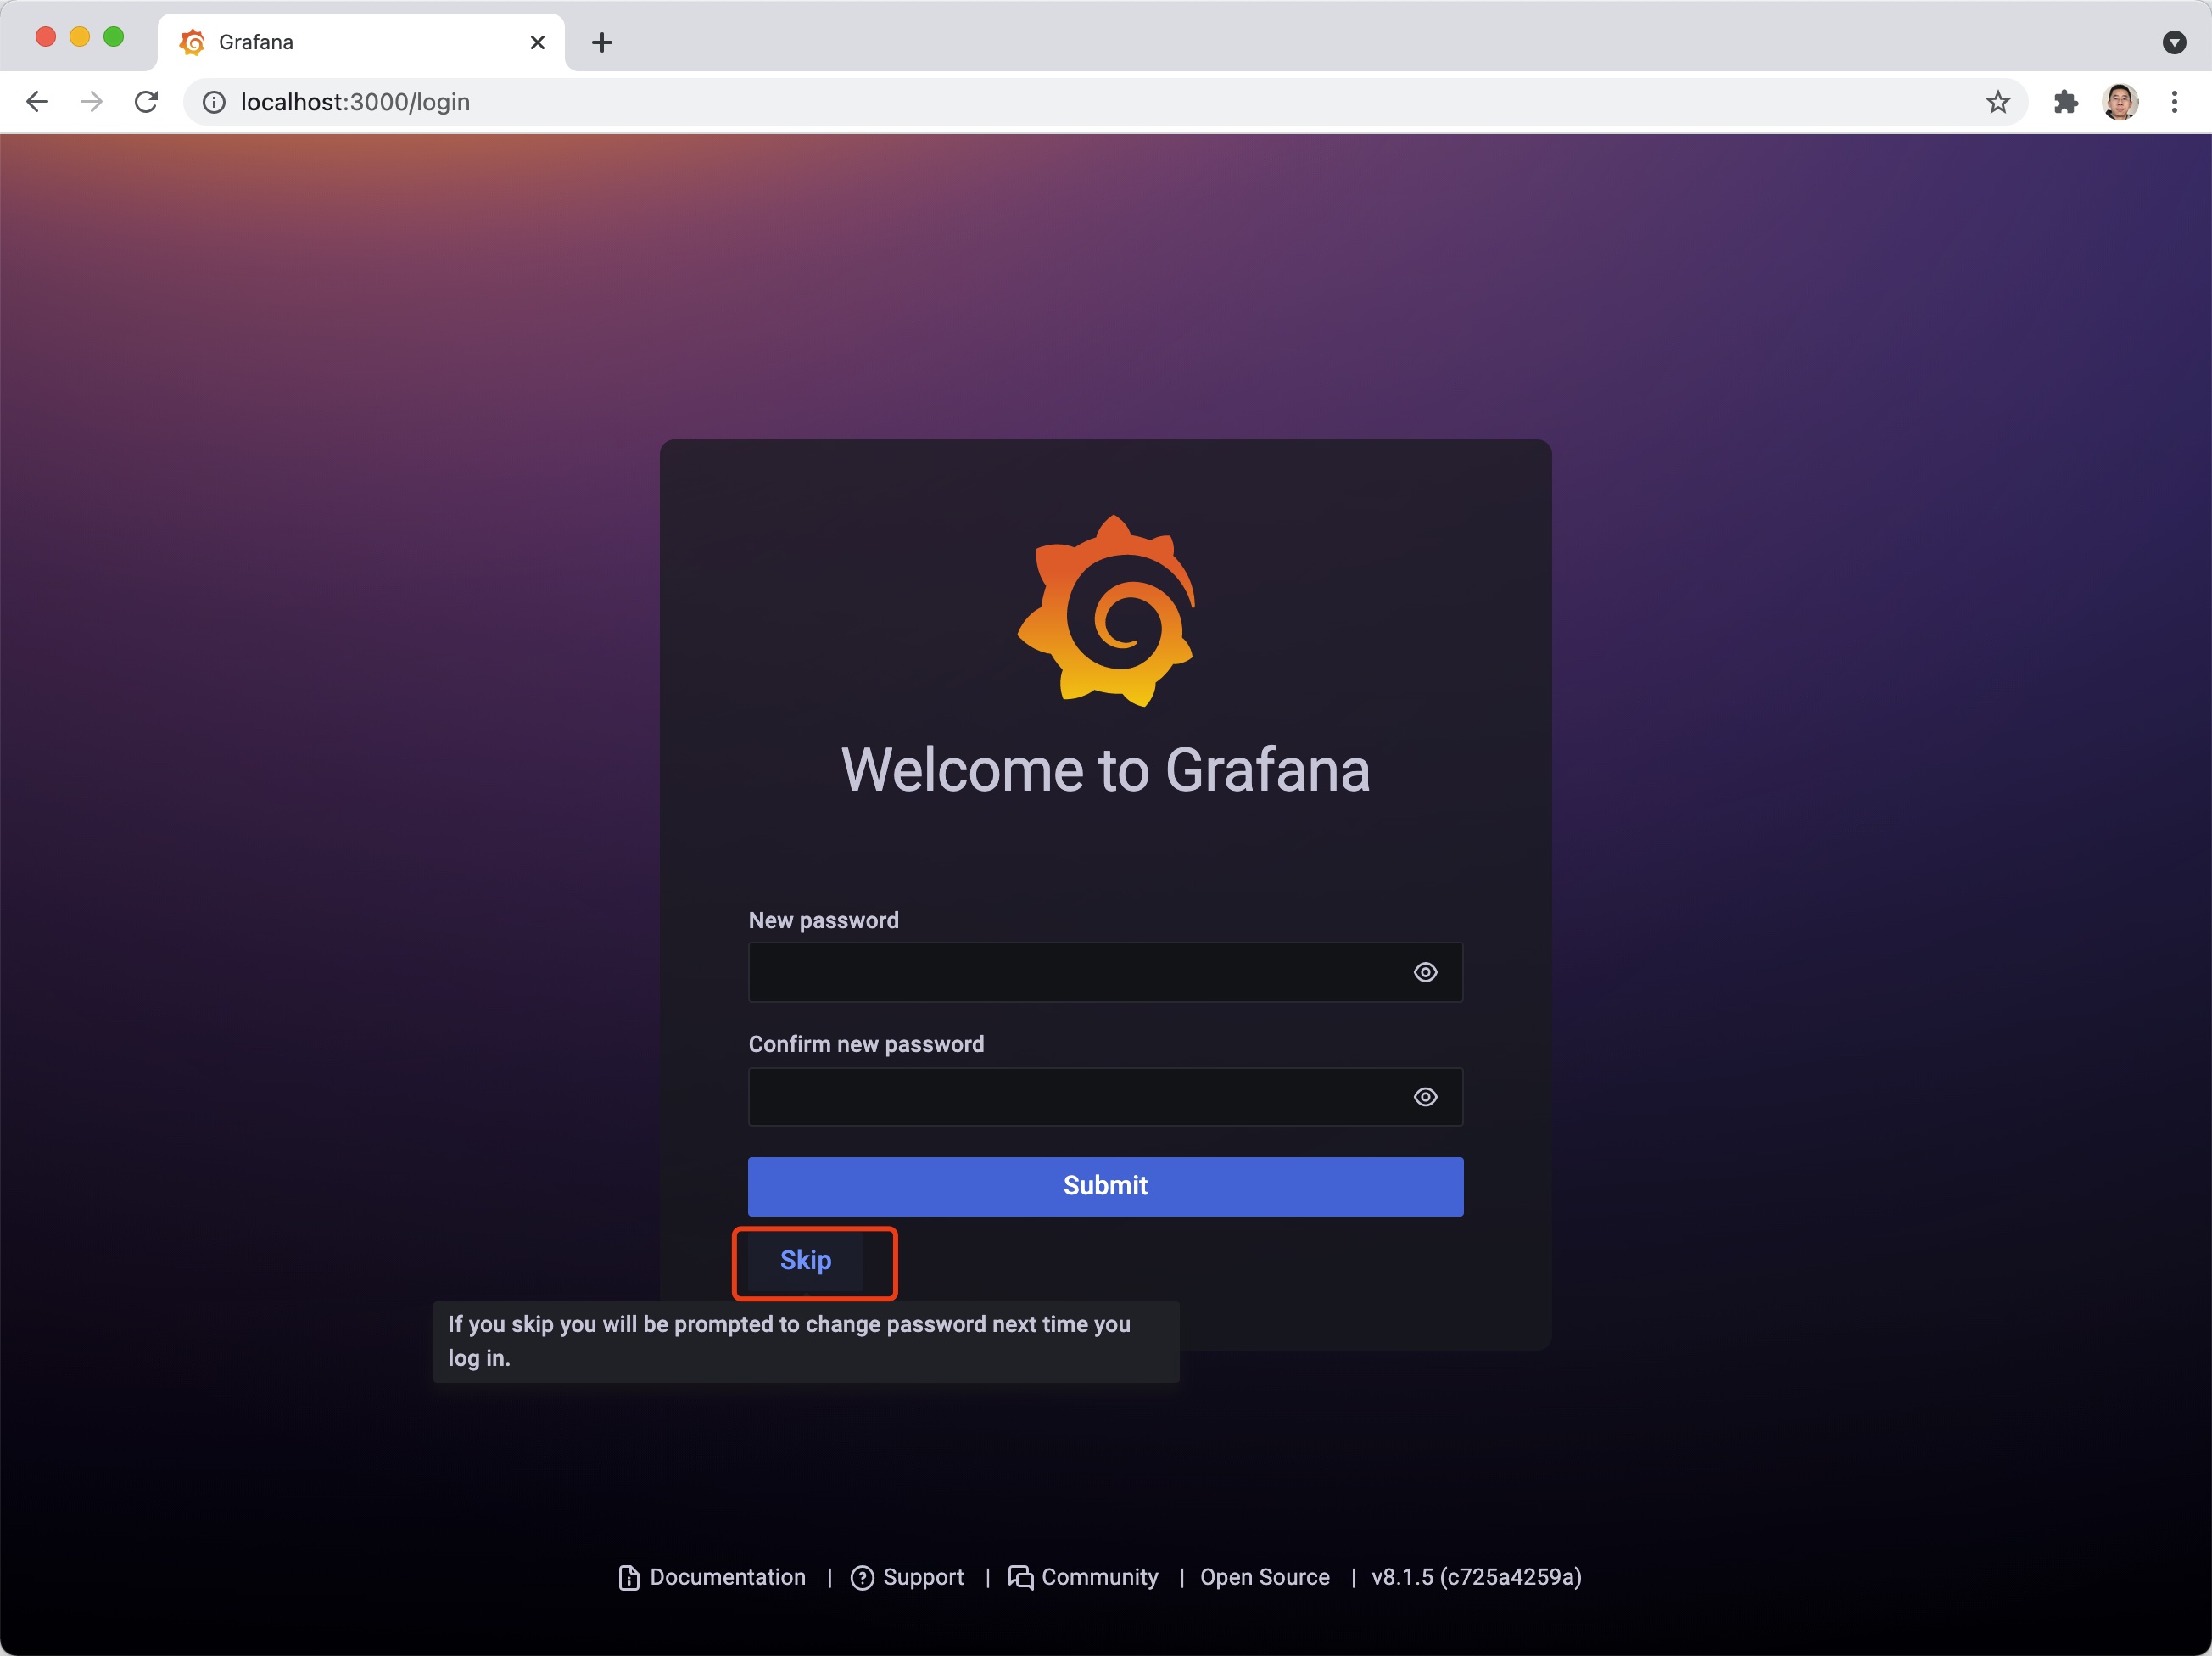 Grafana
localhost:3000/login
Welcome to Grafana
New password
Confirm new password
Submit
Skip
If you skip you will be prompted to change password next time you
log in.
Documentation | Support | Community | Open Source | v8.1.5 (c725a4259a)